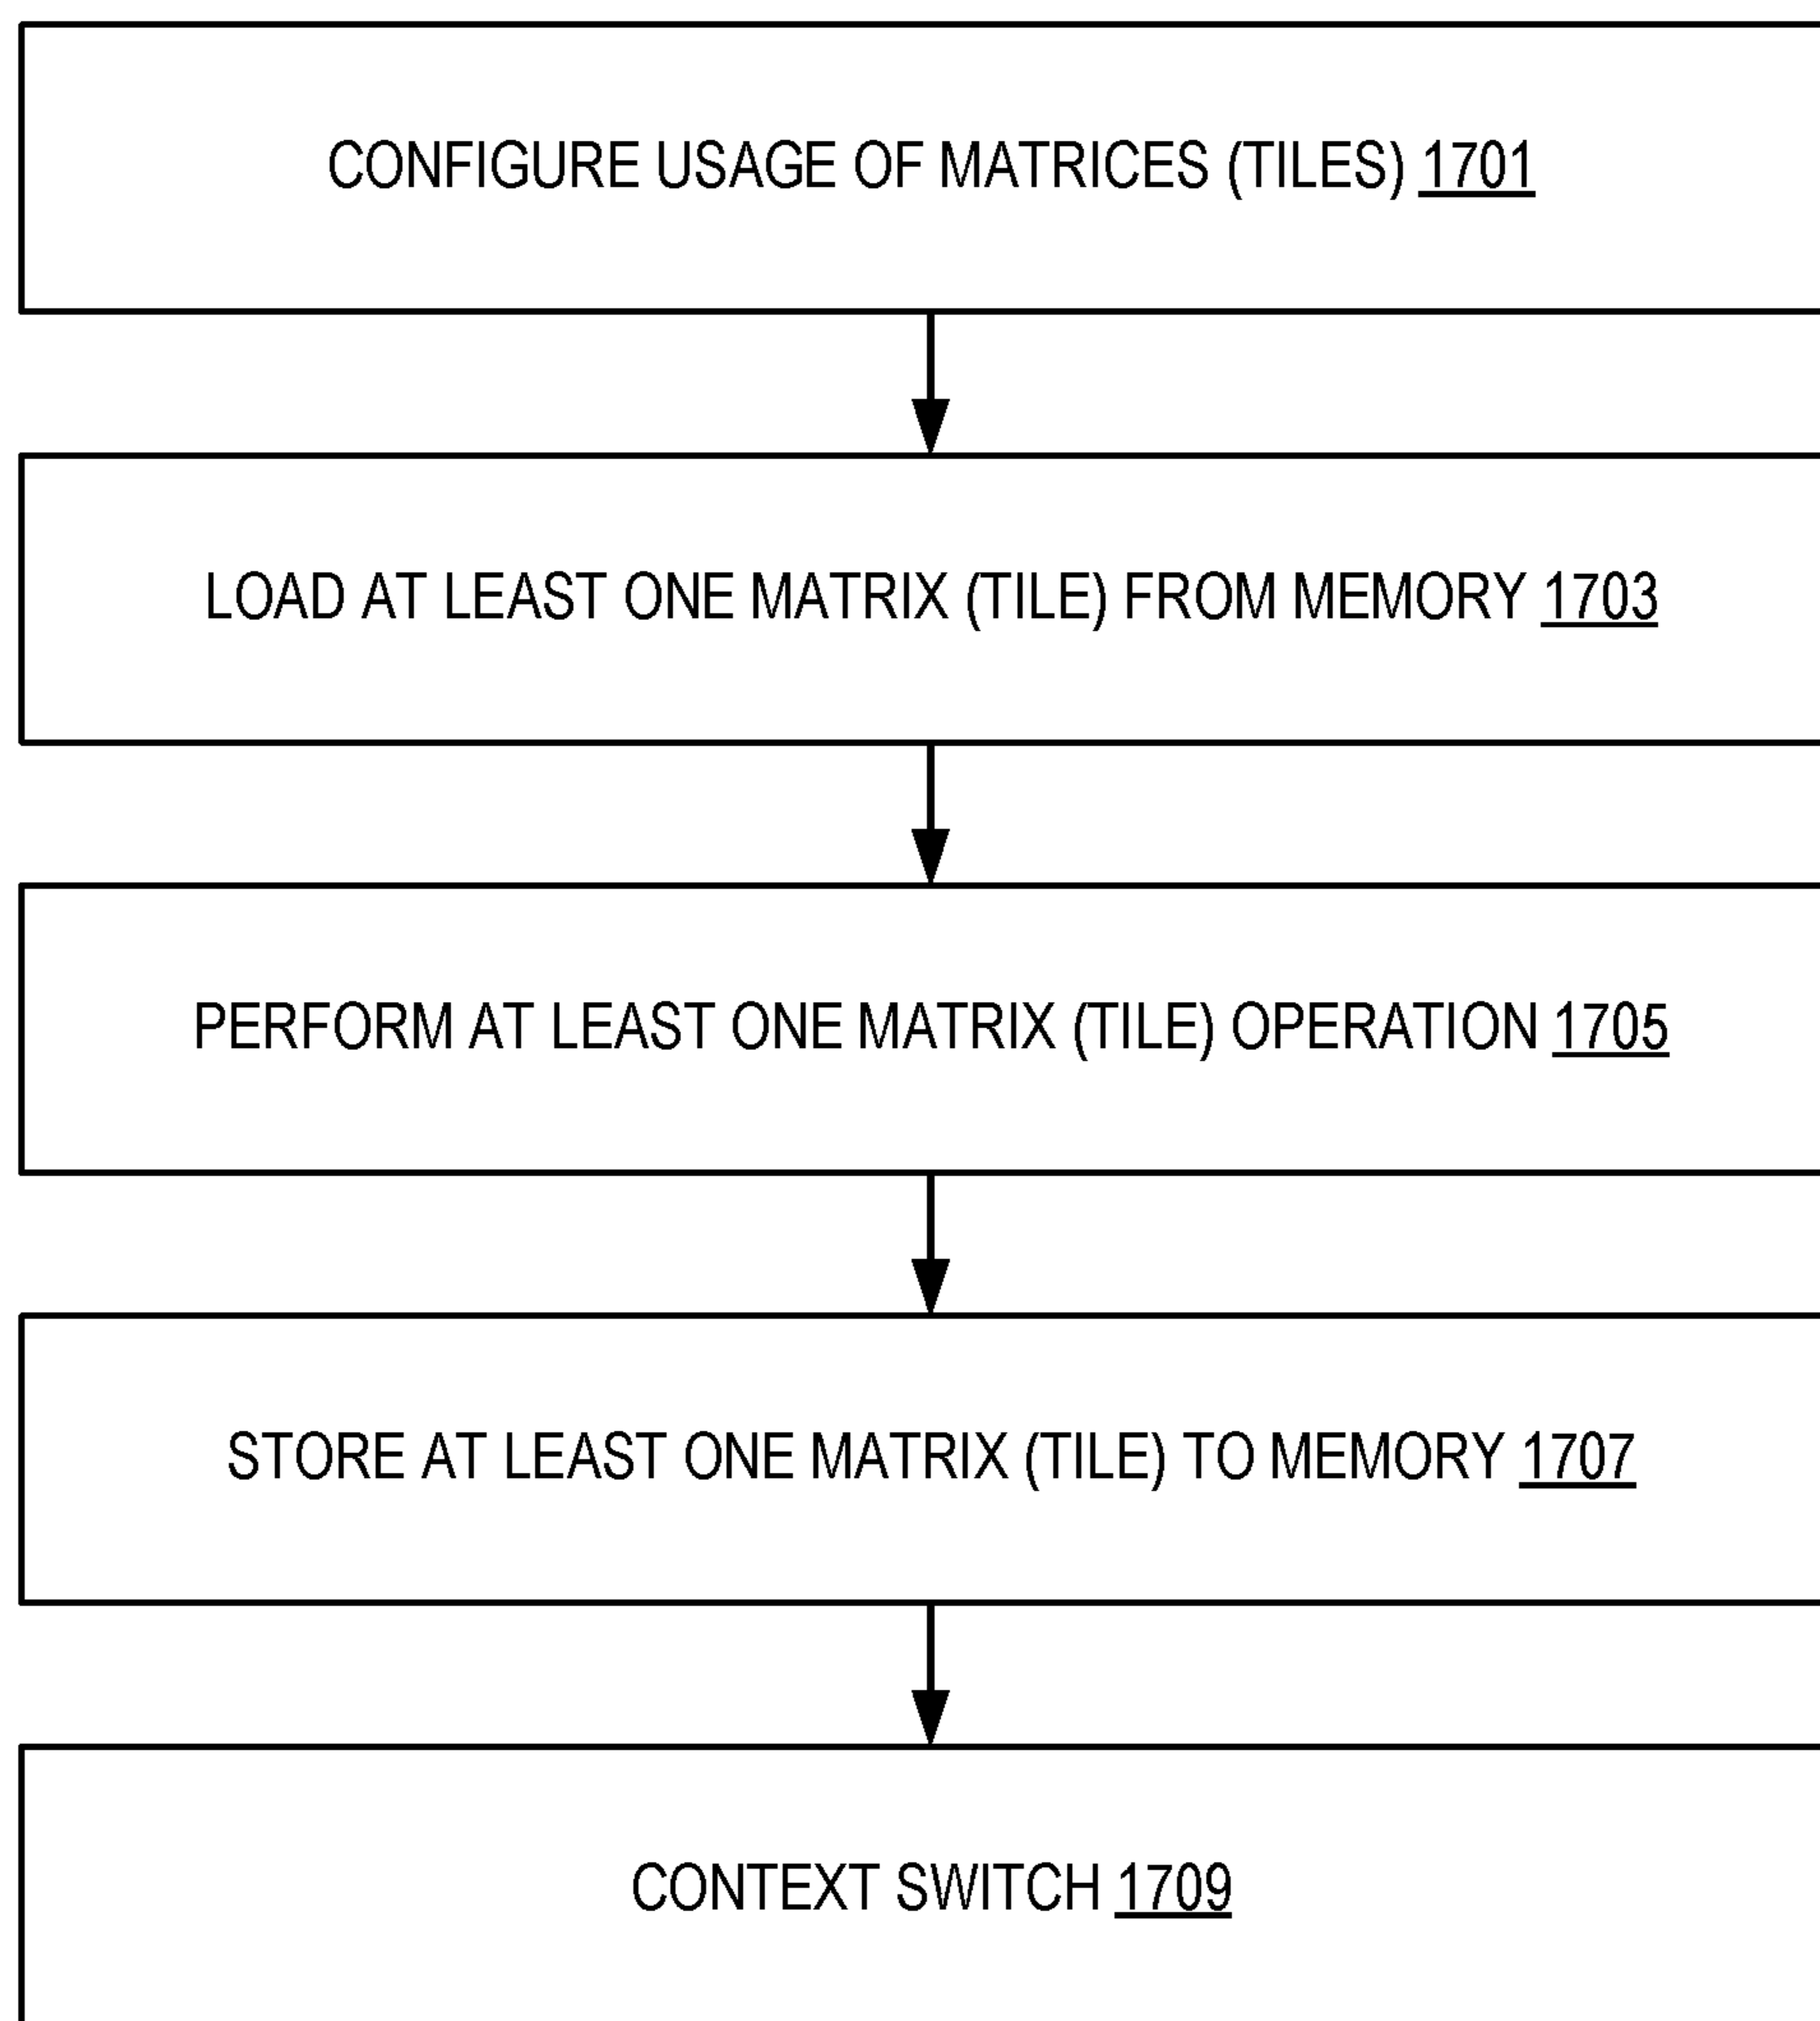 CONFIGURE USAGE OF MATRICES (TILES) 1701
LOAD AT LEAST ONE MATRIX (TILE) FROM MEMORY 1703
PERFORM AT LEAST ONE MATRIX (TILE) OPERATION 1705
STORE AT LEAST ONE MATRIX (TILE) TO MEMORY 1707
CONTEXT SWITCH 1709